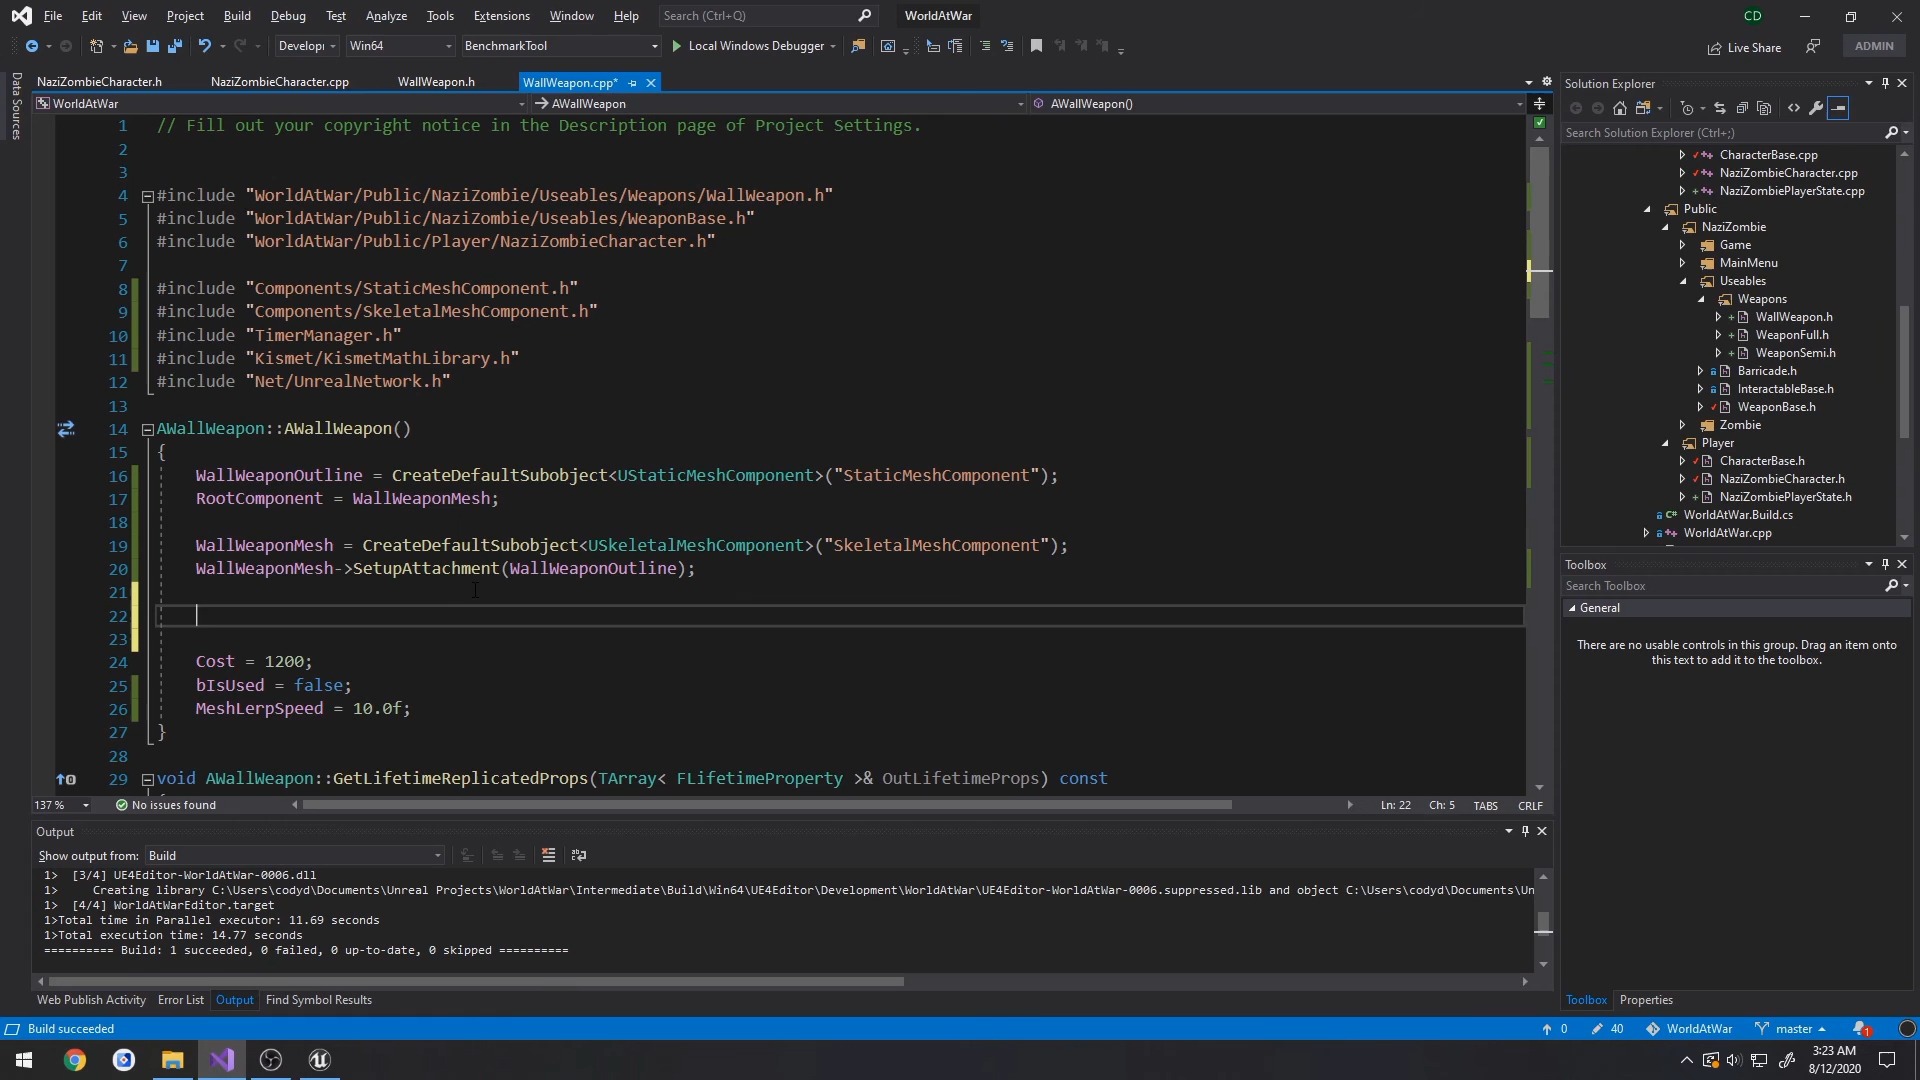 File Edit View Project Build Debug Test Analyze Tools Extensions Window Help Search (Ctrl+Q) WorldAtWar CD
Develop Win64 BenchmarkTool Local Windows Debugger Live Share ADMIN
Data Sources
NaziZombieCharacter.h NaziZombieCharacter.cpp WallWeapon.h WallWeapon.cpp*
WorldAtWar AWallWeapon AWallWeapon()
1 // Fill out your copyright notice in the Description page of Project Settings.
2
3
4 #include "WorldAtWar/Public/NaziZombie/Useables/Weapons/WallWeapon.h"
5 #include "WorldAtWar/Public/NaziZombie/Useables/WeaponBase.h"
6 #include "WorldAtWar/Public/Player/NaziZombieCharacter.h"
7
8 #include "Components/StaticMeshComponent.h"
9 #include "Components/SkeletalMeshComponent.h"
10 #include "TimerManager.h"
11 #include "Kismet/KismetMathLibrary.h"
12 #include "Net/UnrealNetwork.h"
13
14 AWallWeapon::AWallWeapon()
15 {
16 WallWeaponOutline = CreateDefaultSubobject<UStaticMeshComponent>("StaticMeshComponent");
17 RootComponent = WallWeaponMesh;
18
19 WallWeaponMesh = CreateDefaultSubobject<USkeletalMeshComponent>("SkeletalMeshComponent");
20 WallWeaponMesh->SetupAttachment(WallWeaponOutline);
21
22
23
24 Cost = 1200;
25 bIsUsed = false;
26 MeshLerpSpeed = 10.0f;
27 }
28
29 void AWallWeapon::GetLifetimeReplicatedProps(TArray< FLifetimeProperty >& OutLifetimeProps) const
137 % No issues found Ln: 22 Ch: 5 TABS CRLF
Output
Show output from: Build
1> [3/4] UE4Editor-WorldAtWar-0006.dll
1> Creating library C:\Users\codyd\Documents\Unreal Projects\WorldAtWar\Intermediate\Build\Win64\UE4Editor\Development\WorldAtWar\UE4Editor-WorldAtWar-0006.suppressed.lib and object C:\Users\codyd\Documents\Un
1> [4/4] WorldAtWarEditor.target
1>Total time in Parallel executor: 11.69 seconds
1>Total execution time: 14.77 seconds
========== Build: 1 succeeded, 0 failed, 0 up-to-date, 0 skipped ==========
Web Publish Activity Error List Output Find Symbol Results
Solution Explorer
Search Solution Explorer (Ctrl+;)
CharacterBase.cpp
NaziZombieCharacter.cpp
NaziZombiePlayerState.cpp
Public
NaziZombie
Game
MainMenu
Useables
Weapons
WallWeapon.h
WeaponFull.h
WeaponSemi.h
Barricade.h
InteractableBase.h
WeaponBase.h
Zombie
Player
CharacterBase.h
NaziZombieCharacter.h
NaziZombiePlayerState.h
WorldAtWar.Build.cs
WorldAtWar.cpp
Toolbox
Search Toolbox
General
There are no usable controls in this group. Drag an item onto
this text to add it to the toolbox.
Toolbox Properties
Build succeeded 0 40 WorldAtWar master 1
3:23 AM
8/12/2020